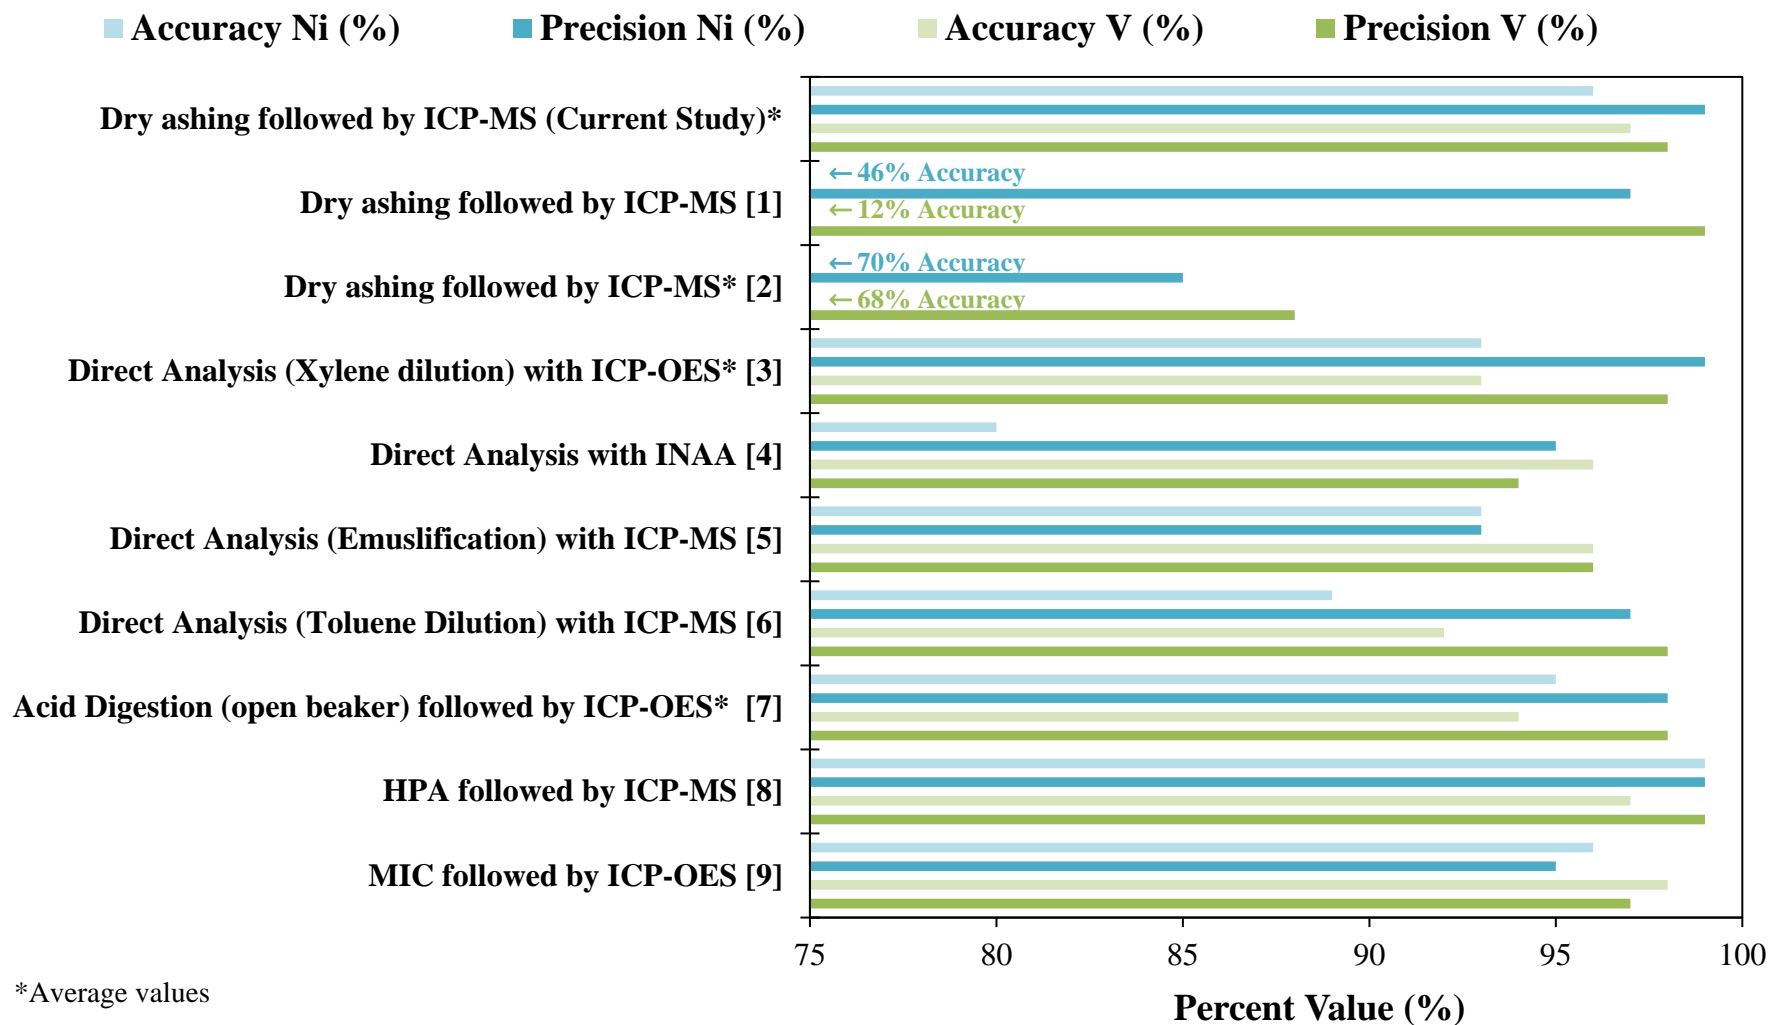 Accuracy Ni (%) Precision Ni (%) Accuracy V (%) Precision V (%)
Dry ashing followed by ICP-MS (Current Study)*
← 46% Accuracy
Dry ashing followed by ICP-MS [1]
← 12% Accuracy
← 70% Accuracy
Dry ashing followed by ICP-MS* [2]
← 68% Accuracy
Direct Analysis (Xylene dilution) with ICP-OES* [3]
Direct Analysis with INAA [4]
Direct Analysis (Emuslification) with ICP-MS [5]
Direct Analysis (Toluene Dilution) with ICP-MS [6]
Acid Digestion (open beaker) followed by ICP-OES* [7]
HPA followed by ICP-MS [8]
MIC followed by ICP-OES [9]
75 80 85 90 95 100
*Average values
Percent Value (%)